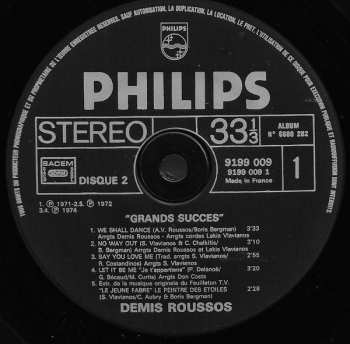 TOUS DROITS DU PRODUCTEUR PHONOGRAPHIQUE ET DU PROPRIETAIRE DE L'ŒUVRE ENREGISTREE RESERVES. SAUF AUTORISATION, LA DUPLICATION, LA LOCATION, LE PRET, L'UTILISATION DE CE DISQUE POUR EXECUTION PUBLIQUE ET RADIODIFFUSION SONT INTERDITS
PHILIPS
PHILIPS
STEREO 33 1/3 ALBUM
N° 6680 282
SACEM
DISQUE 2
9199 009
9199 009 1
Made in France
1
1. ℗ 1971-2.5. ℗ 1972
3.4. ℗ 1974
"GRANDS SUCCES"
1. WE SHALL DANCE (A.V. Roussos/Boris Bergman) 3'33
Arrgts Demis Roussos - Arrgts cordes Lakis Vlavianos
2. NO WAY OUT (S. Vlavianos & C. Chalkitis/ 3'10
B. Bergman) Arrgts Demis Roussos et Lakis Vlavianos
3. SAY YOU LOVE ME (Trad. arrgts S. Vlavianos/ 2'55
R. Costandinos) Arrgts S. Vlavianos
4. LET IT BE ME "Je t'appartiens" (P. Delanoë/ 3'21
G. Bécaud/M. Curtis) Arrgts Don Costa
5. Extr. de la musique originale du Feuilleton T.V.
"LE JEUNE FABRE" LE PEINTRE DES ETOILES 2'28
(S. Vlavianos/C. Aubry & Boris Bergman)
DEMIS ROUSSOS